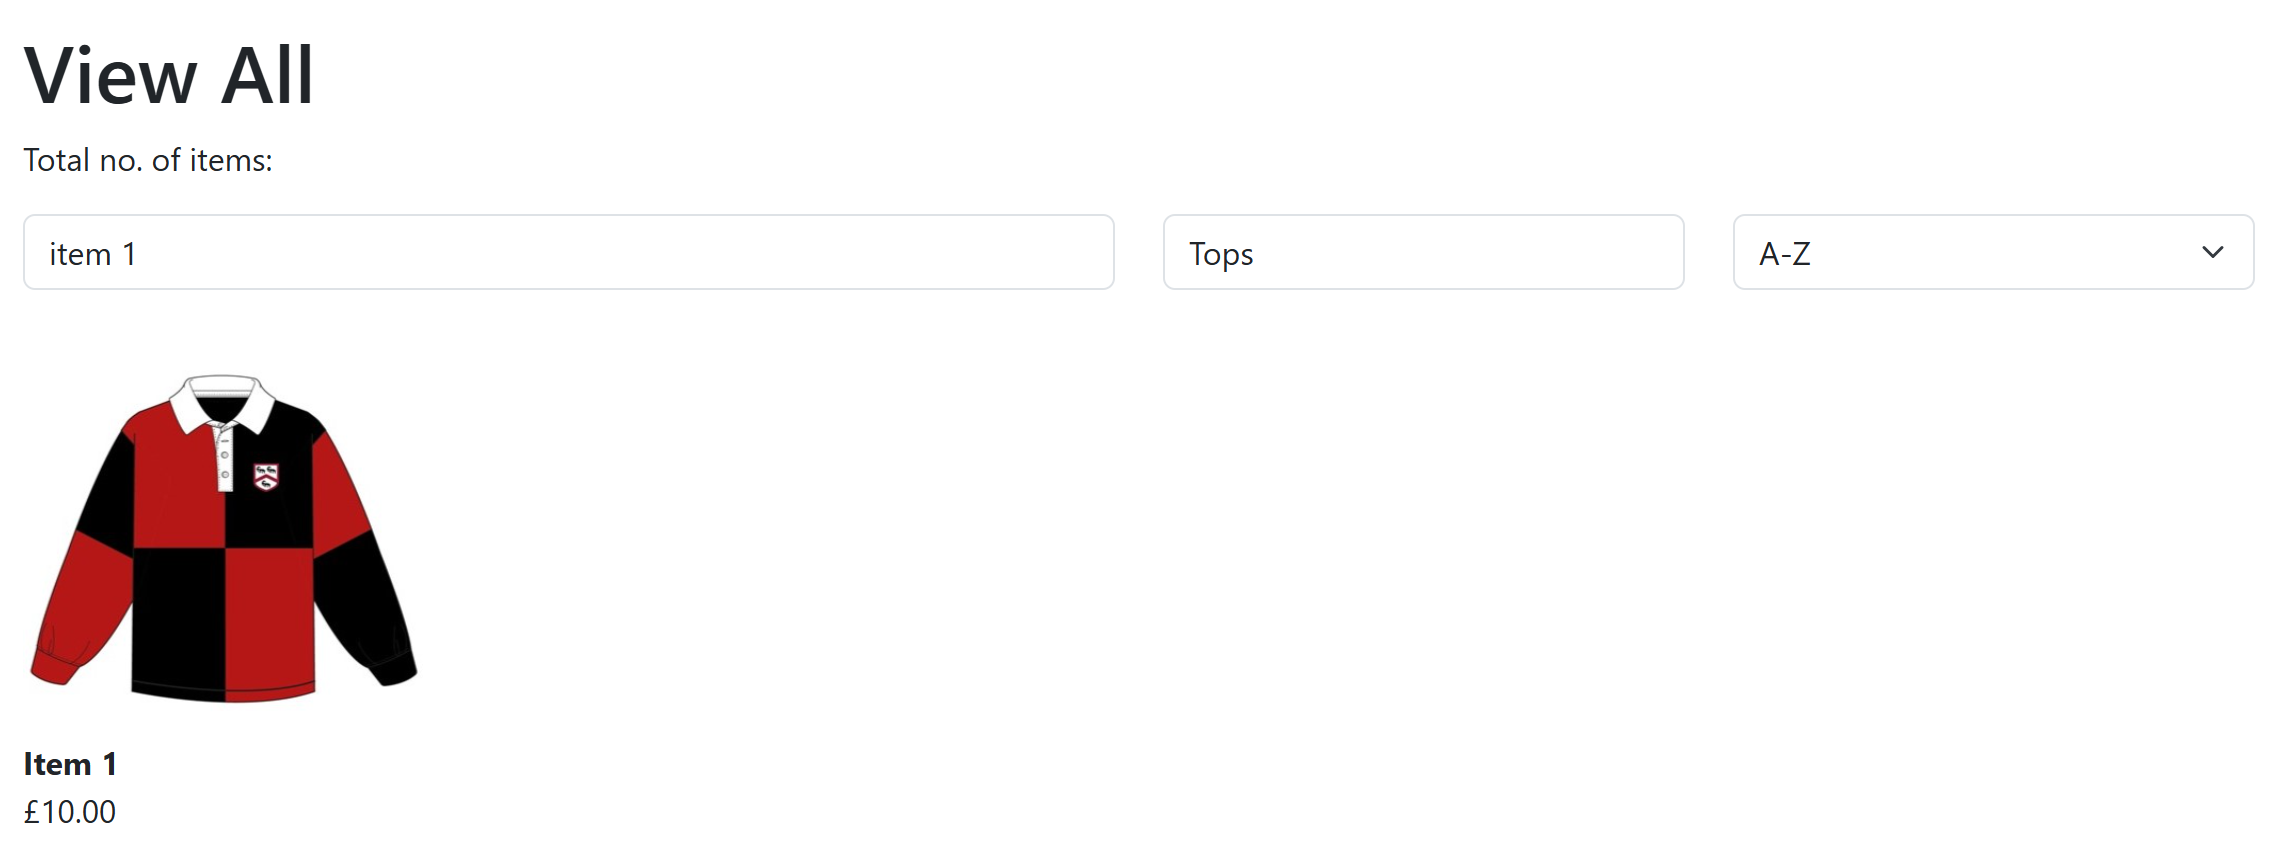 View All
Total no. of items:
item 1
Tops
A-Z
Item 1
£10.00